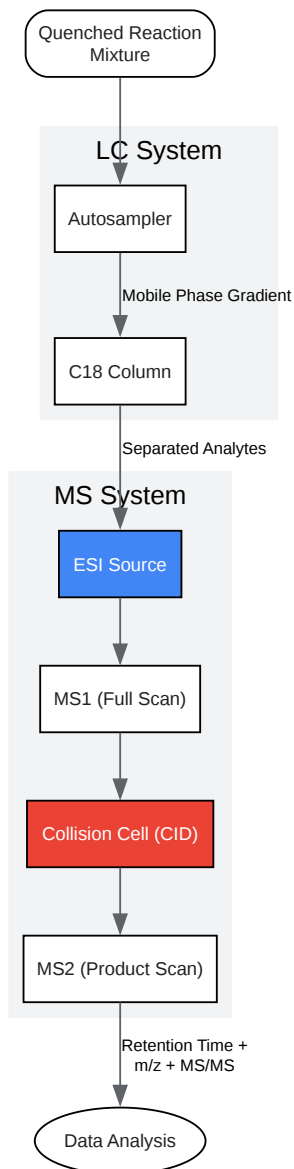 Quenched Reaction
Mixture
LC System
Autosampler
Mobile Phase Gradient
C18 Column
Separated Analytes
MS System
ESI Source
MS1 (Full Scan)
Collision Cell (CID)
MS2 (Product Scan)
Retention Time +
m/z + MS/MS
Data Analysis